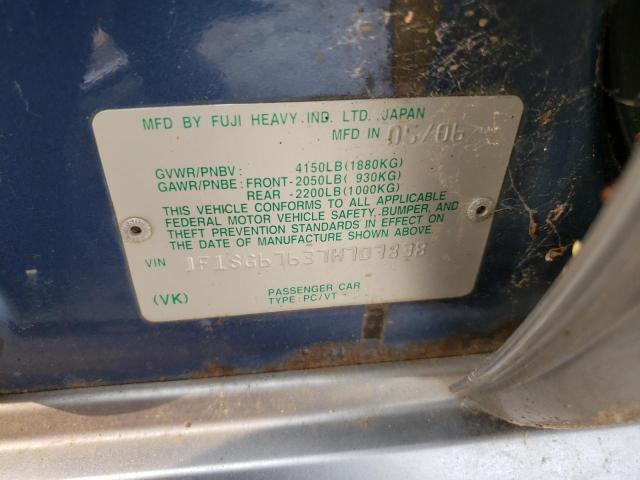 MFD BY FUJI HEAVY IND. LTD., JAPAN
MFD IN 05/06
GVWR/PNBV: 4150LB(1880KG)
GAWR/PNBE: FRONT-2050LB( 930KG)
REAR -2200LB(1000KG)
THIS VEHICLE CONFORMS TO ALL APPLICABLE
FEDERAL MOTOR VEHICLE SAFETY, BUMPER, AND
THEFT PREVENTION STANDARDS IN EFFECT ON
THE DATE OF MANUFACTURE SHOWN ABOVE
VIN JF1SG67637H707838
(VK) PASSENGER CAR
TYPE: PC/VT